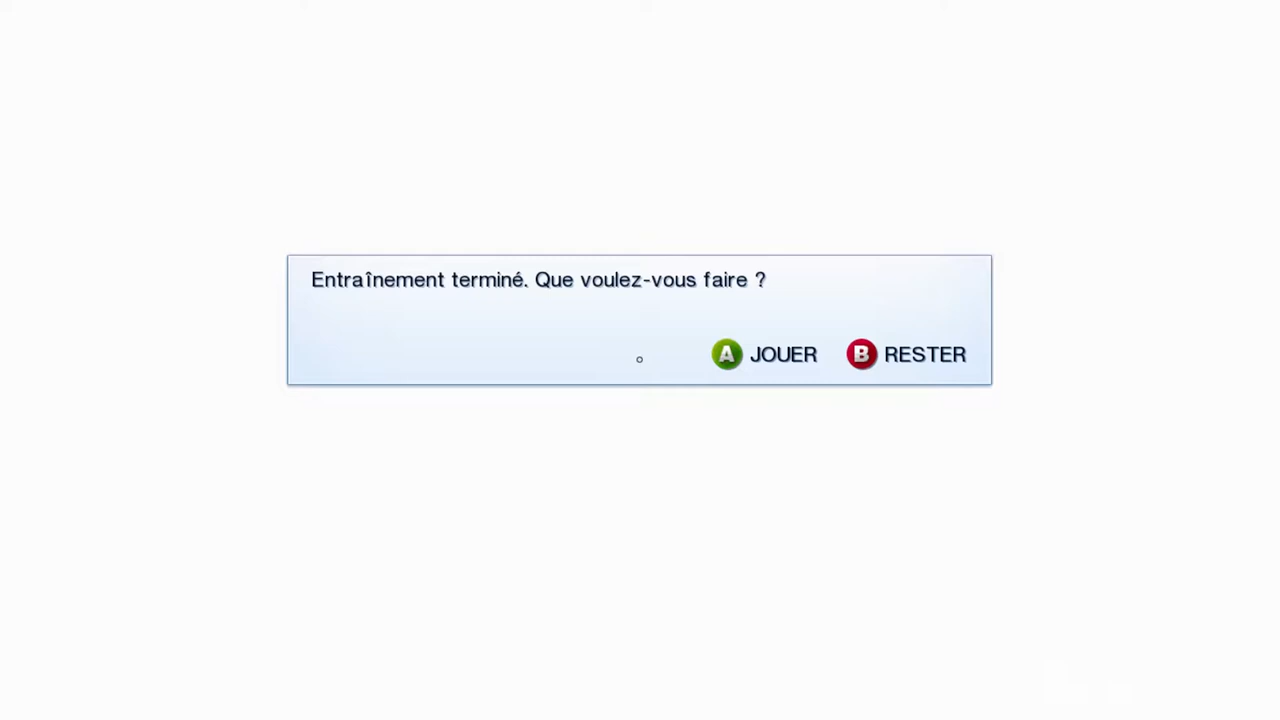 Entraînement terminé. Que voulez-vous faire ?
A JOUER B RESTER